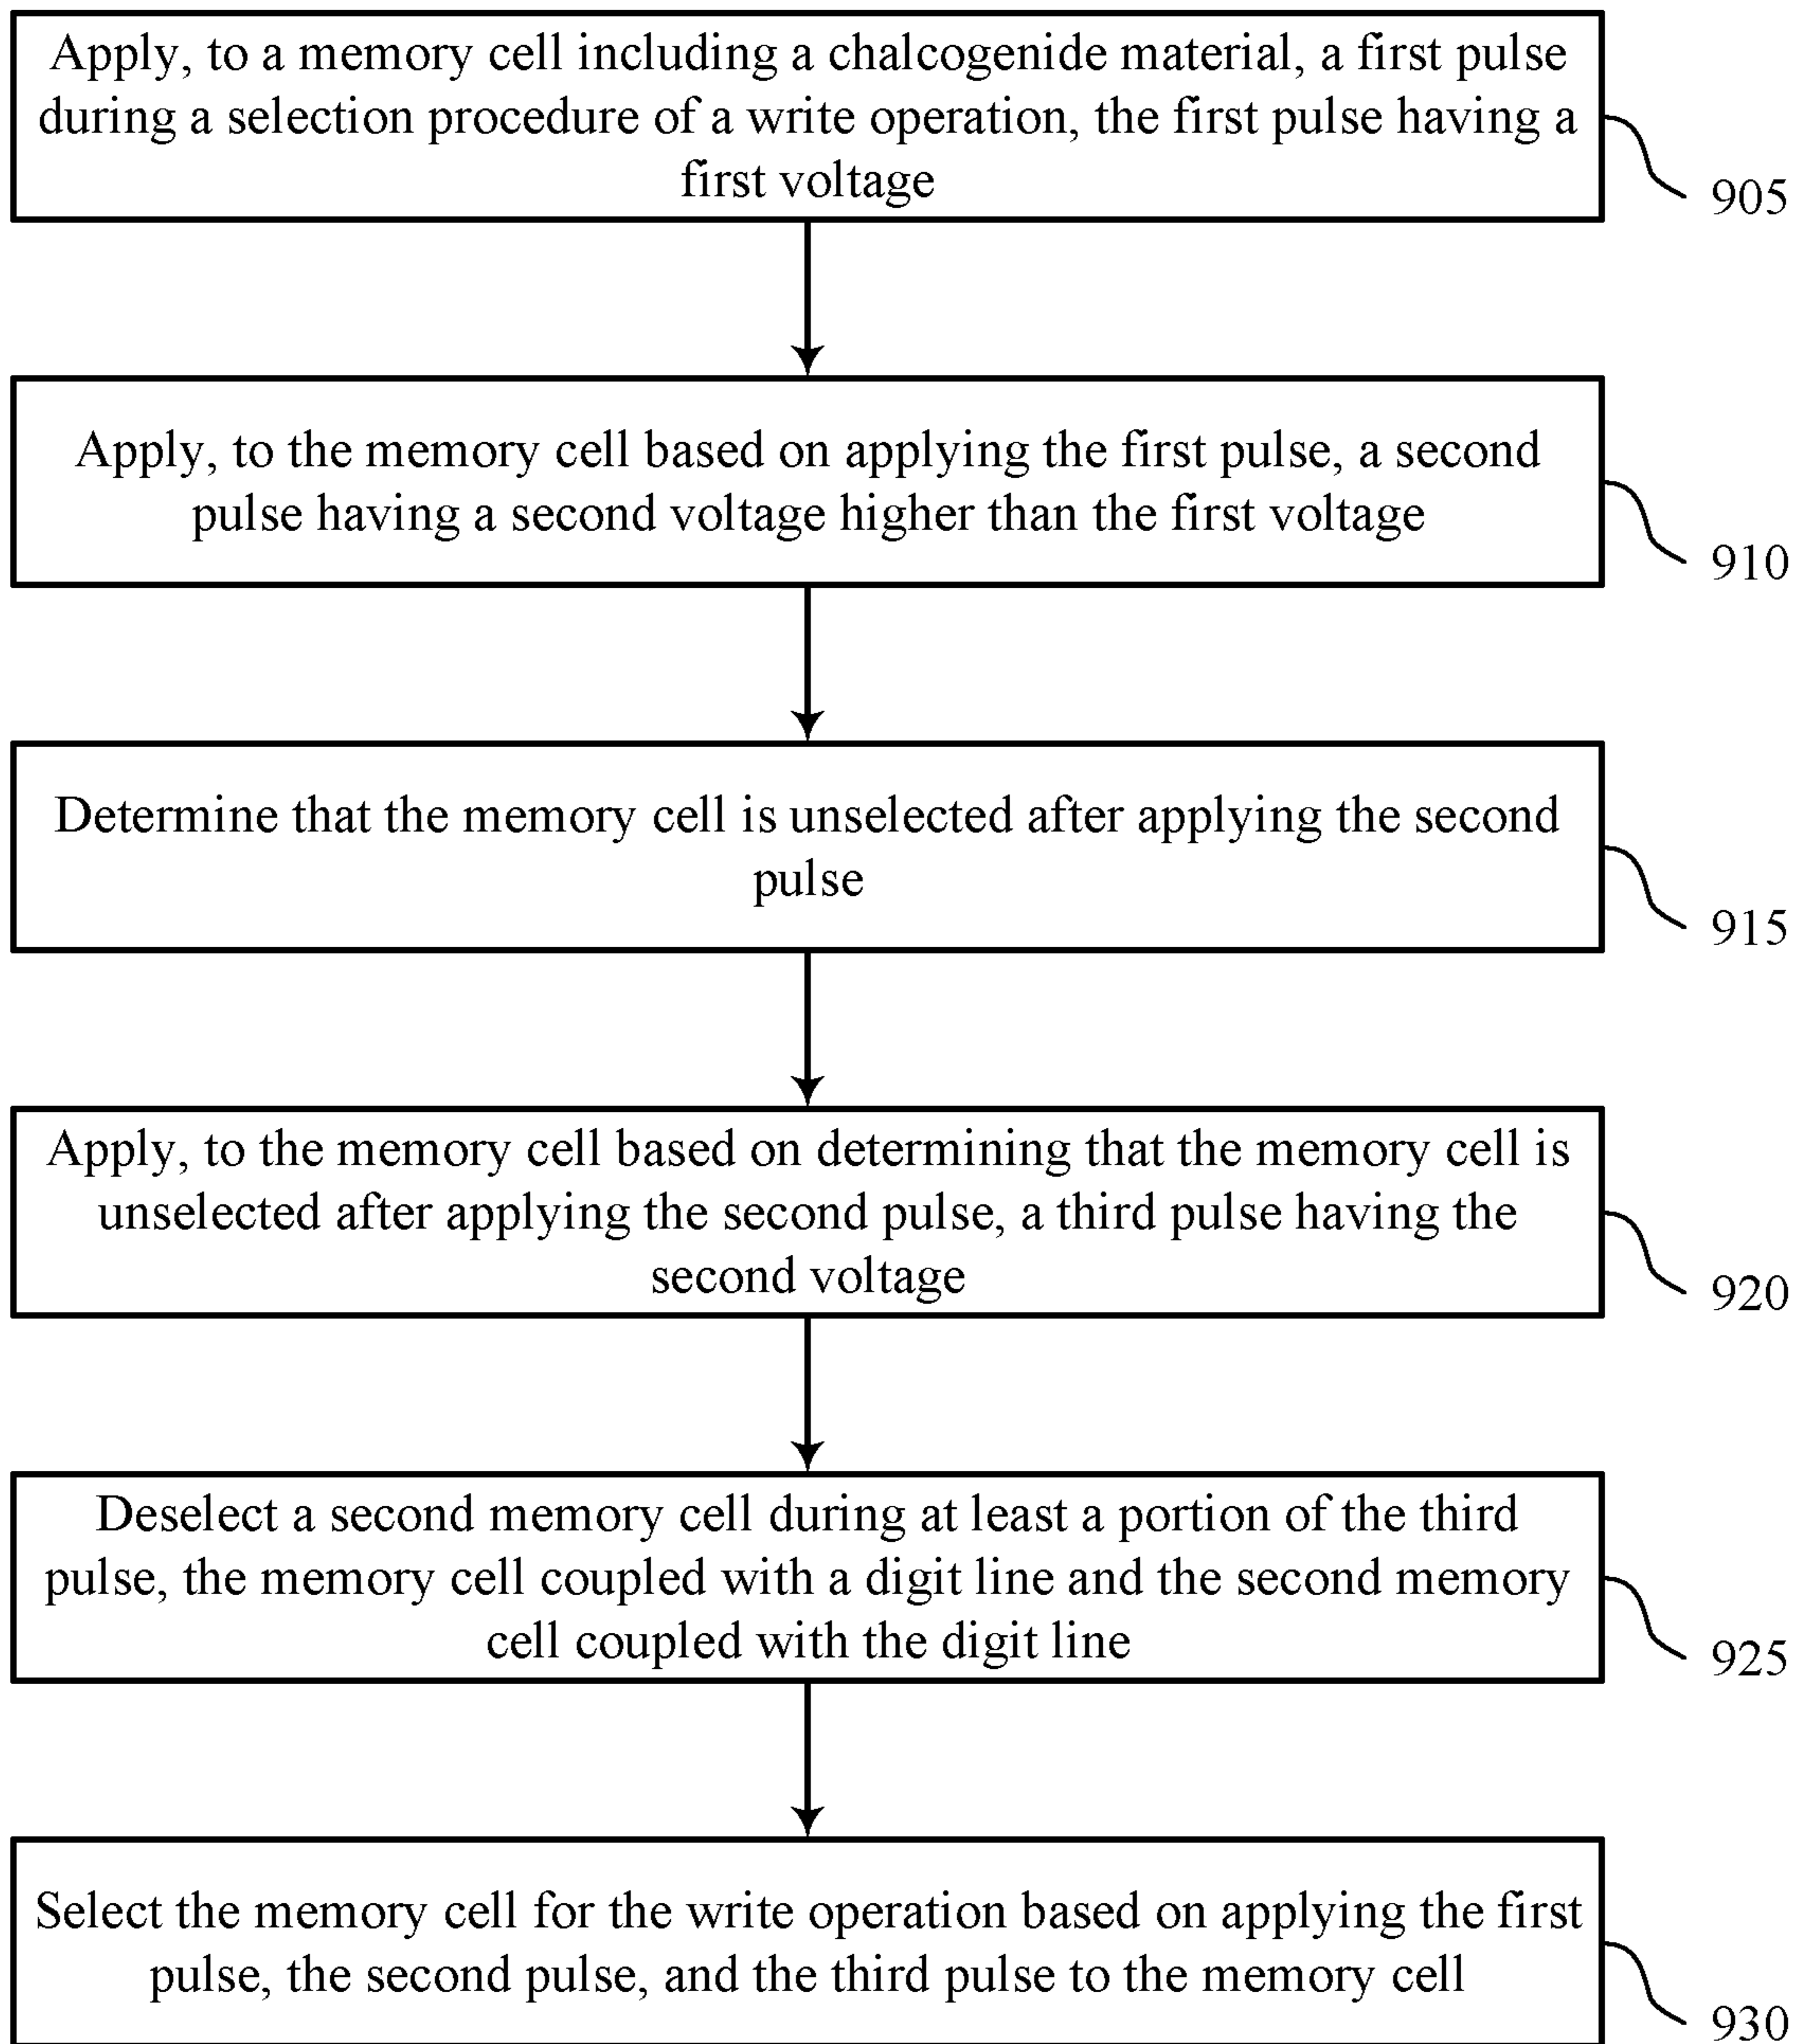 Apply, to a memory cell including a chalcogenide material, a first pulse
during a selection procedure of a write operation, the first pulse having a
first voltage
905
Apply, to the memory cell based on applying the first pulse, a second
pulse having a second voltage higher than the first voltage
910
Determine that the memory cell is unselected after applying the second
pulse
915
Apply, to the memory cell based on determining that the memory cell is
unselected after applying the second pulse, a third pulse having the
second voltage
920
Deselect a second memory cell during at least a portion of the third
pulse, the memory cell coupled with a digit line and the second memory
cell coupled with the digit line
925
Select the memory cell for the write operation based on applying the first
pulse, the second pulse, and the third pulse to the memory cell
930